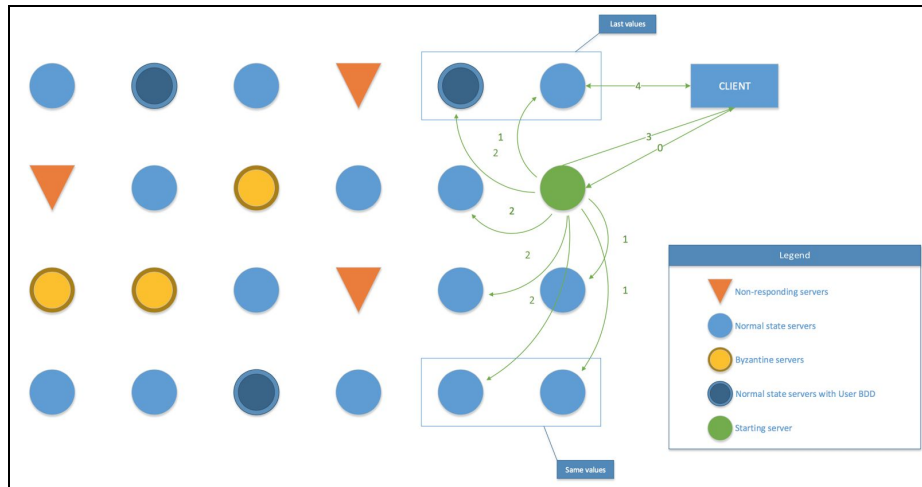 Last values
4
CLIENT
1
2
3
0
2
1
2
1
2
Legend
Non-responding servers
Normal state servers
Byzantine servers
Normal state servers with User BDD
Starting server
Same values